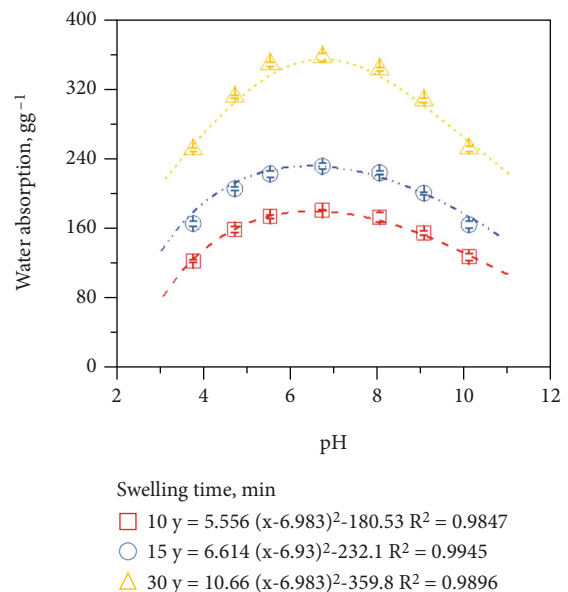 400
320
240
160
80
0
Water absorption, gg⁻¹
2 4 6 8 10 12
pH
Swelling time, min
10 y = 5.556 (x-6.983)²-180.53 R² = 0.9847
15 y = 6.614 (x-6.93)²-232.1 R² = 0.9945
30 y = 10.66 (x-6.983)²-359.8 R² = 0.9896